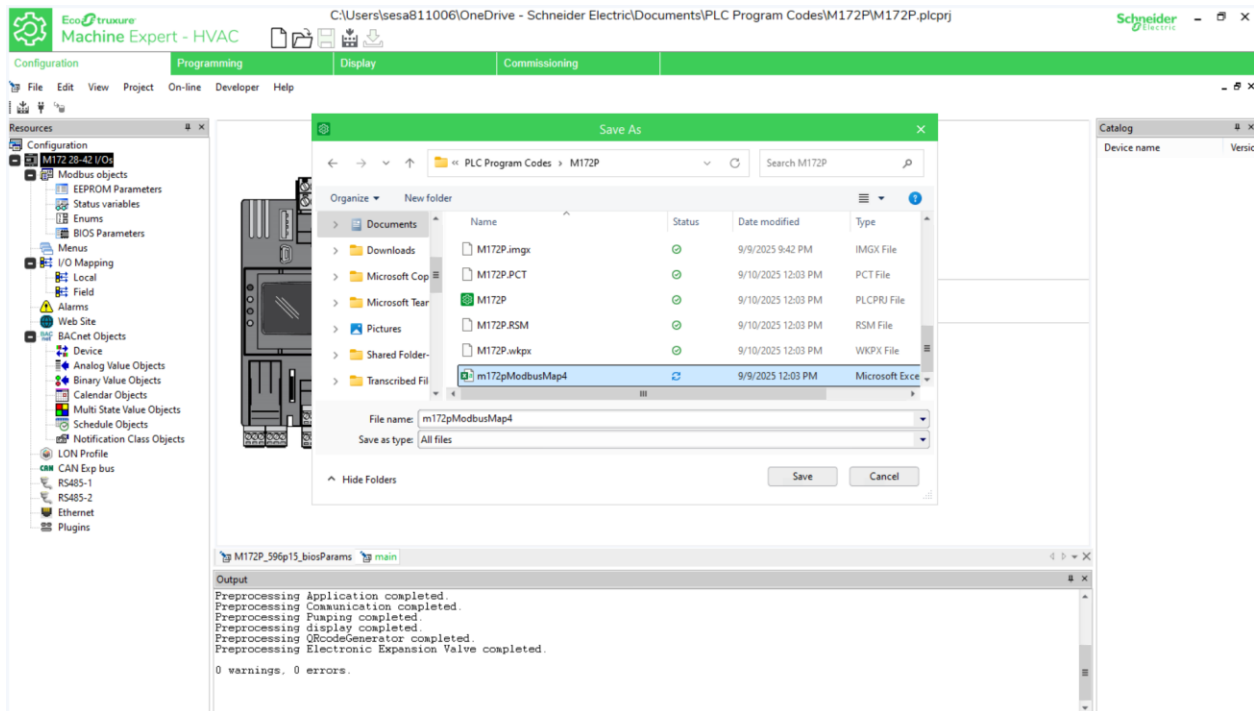 EcoStruxure
Machine Expert - HVAC
C:\Users\sesa811006\OneDrive - Schneider Electric\Documents\PLC Program Codes\M172P\M172P.plcprj
Schneider
Electric
Configuration Programming Display Commissioning
File Edit View Project On-line Developer Help
Resources
Configuration
M172 28-42 I/Os
Modbus objects
EEPROM Parameters
Status variables
Enums
BIOS Parameters
Menus
I/O Mapping
Local
Field
Alarms
Web Site
BACnet Objects
Device
Analog Value Objects
Binary Value Objects
Calendar Objects
Multi State Value Objects
Schedule Objects
Notification Class Objects
LON Profile
CAN Exp bus
RS485-1
RS485-2
Ethernet
Plugins
Save As
« PLC Program Codes › M172P
Search M172P
Organize New folder
Documents
Downloads
Microsoft Cop
Microsoft Tear
Pictures
Shared Folder-
Transcribed Fil
Name Status Date modified Type
M172P.imgx 9/9/2025 9:42 PM IMGX File
M172P.PCT 9/10/2025 12:03 PM PCT File
M172P 9/10/2025 12:03 PM PLCPRJ File
M172P.RSM 9/10/2025 12:03 PM RSM File
M172P.wkpx 9/10/2025 12:03 PM WKPX File
m172pModbusMap4 9/9/2025 12:03 PM Microsoft Exce
File name: m172pModbusMap4
Save as type: All files
Hide Folders
Save Cancel
Catalog
Device name Versio
M172P_596p15_biosParams main
Output
Preprocessing Application completed.
Preprocessing Communication completed.
Preprocessing Pumping completed.
Preprocessing display completed.
Preprocessing QRcodeGenerator completed.
Preprocessing Electronic Expansion Valve completed.
0 warnings, 0 errors.